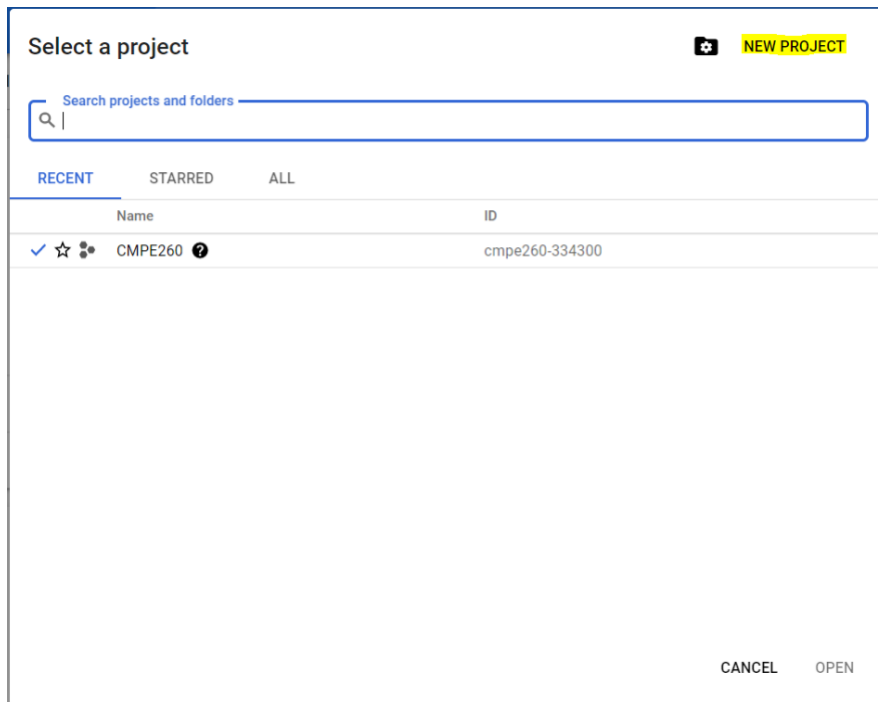 Select a project
NEW PROJECT
Search projects and folders
RECENT STARRED ALL
Name ID
CMPE260 cmpe260-334300
CANCEL OPEN